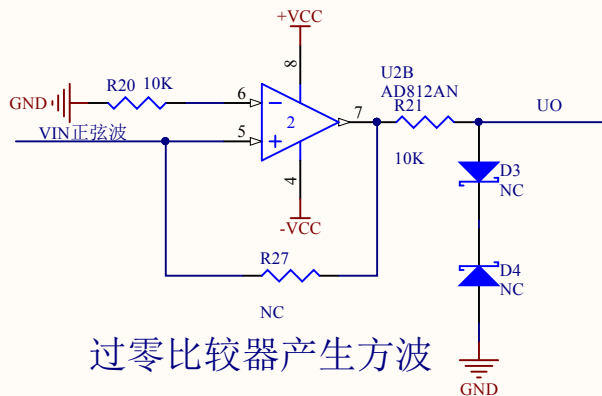 +VCC
8
U2B
AD812AN
R20 10K
6
7
R21
UO
GND
2
VIN正弦波
5
10K
D3
NC
4
-VCC
R27
D4
NC
NC
过零比较器产生方波
GND